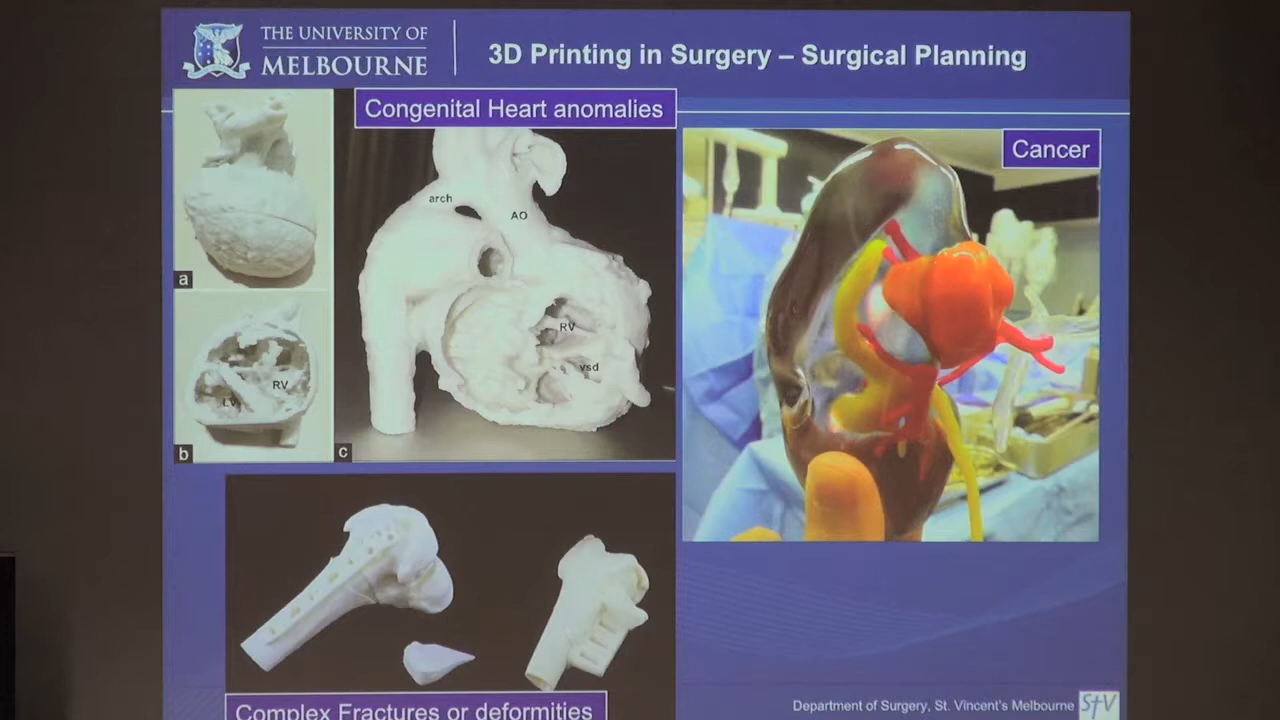 THE UNIVERSITY OF
MELBOURNE
3D Printing in Surgery – Surgical Planning
Congenital Heart anomalies
Cancer
a
arch
AO
RV
vsd
RV
LV
b
c
Complex Fractures or deformities
Department of Surgery, St. Vincent's Melbourne
StV